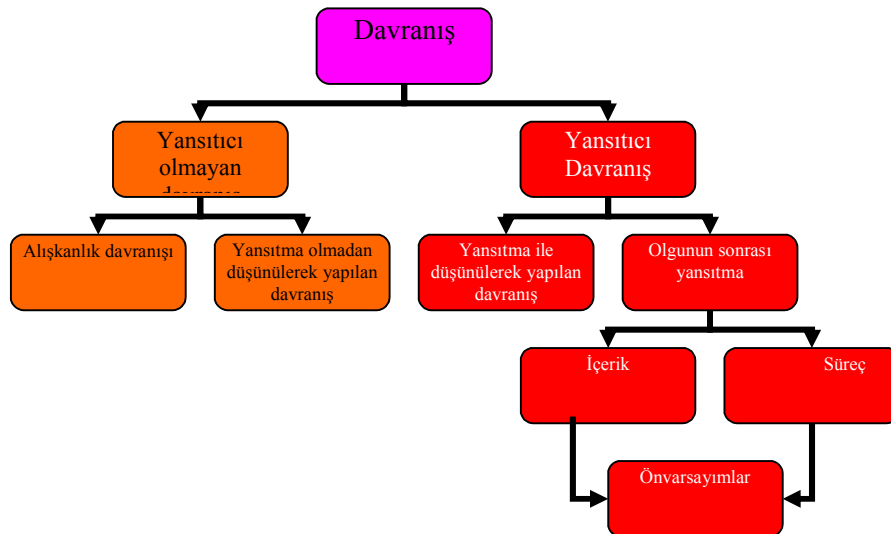 Davranış
Yansıtıcı
olmayan
davranış
Yansıtıcı
Davranış
Alışkanlık davranışı
Yansıtma olmadan
düşünülerek yapılan
davranış
Yansıtma ile
düşünülerek yapılan
davranış
Olgunun sonrası
yansıtma
İçerik
Süreç
Önvarsayımlar